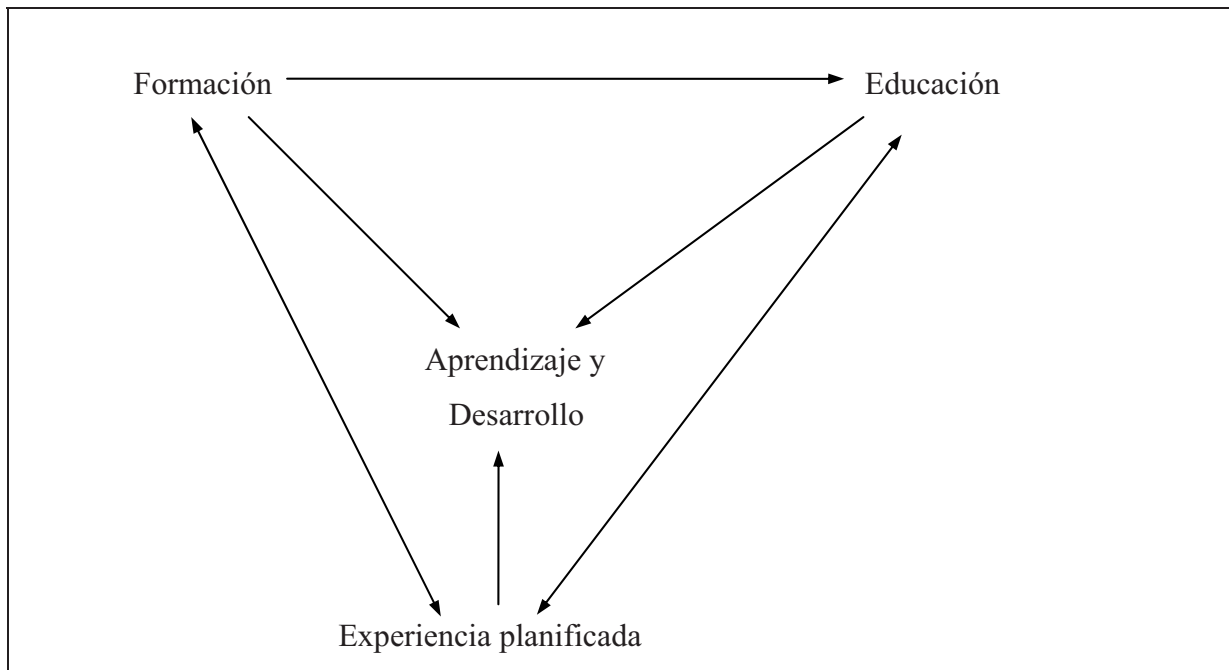 Formación
Educación
Aprendizaje y
Desarrollo
Experiencia planificada